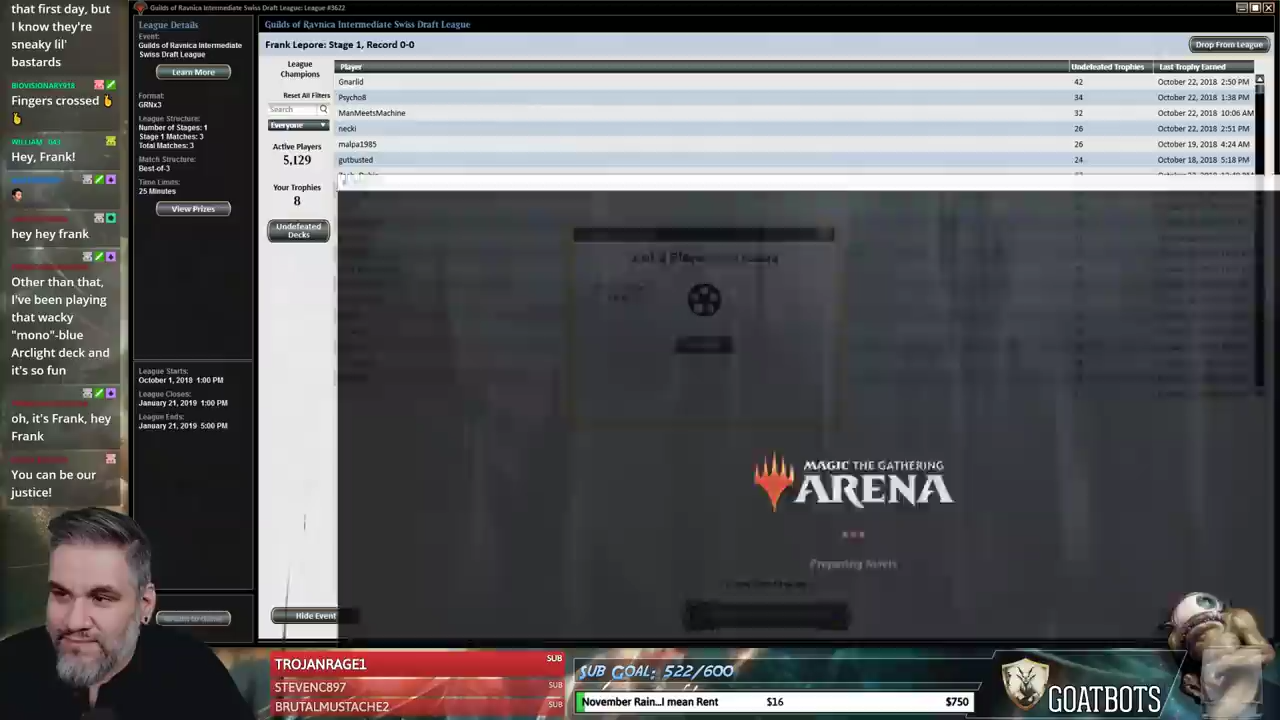 that first day, but
I know they're
sneaky lil'
bastards
BIOVISIONARY918
Fingers crossed
WILLIAM_043
Hey, Frank!
hey hey frank
Other than that,
I've been playing
that wacky
"mono"-blue
Arclight deck and
it's so fun
oh, it's Frank, hey
Frank
You can be our
justice!
Guilds of Ravnica Intermediate Swiss Draft League: League #3622
League Details
Event:
Guilds of Ravnica Intermediate
Swiss Draft League
Learn More
Format:
GRNx3
League Structure:
Number of Stages: 1
Stage 1 Matches: 3
Total Matches: 3
Match Structure:
Best-of-3
Time Limits:
25 Minutes
View Prizes
League Starts:
October 1, 2018 1:00 PM
League Closes:
January 21, 2019 1:00 PM
League Ends:
January 21, 2019 5:00 PM
Guilds of Ravnica Intermediate Swiss Draft League
Frank Lepore: Stage 1, Record 0-0
Drop From League
League
Champions
Reset All Filters
Search
Everyone
Active Players
5,129
Your Trophies
8
Undefeated
Decks
Hide Event
Player Undefeated Trophies Last Trophy Earned
Gnarlid 42 October 22, 2018 2:50 PM
Psycho8 34 October 22, 2018 1:38 PM
ManMeetsMachine 32 October 22, 2018 10:06 AM
necki 26 October 22, 2018 2:51 PM
malpa1985 26 October 19, 2018 4:24 AM
gutbusted 24 October 18, 2018 5:18 PM
MAGIC THE GATHERING
ARENA
Preparing Assets
TROJANRAGE1 SUB
STEVENC897 SUB
BRUTALMUSTACHE2 SUB
SUB GOAL: 522/600
November Rain...I mean Rent $16 $750
GOATBOTS